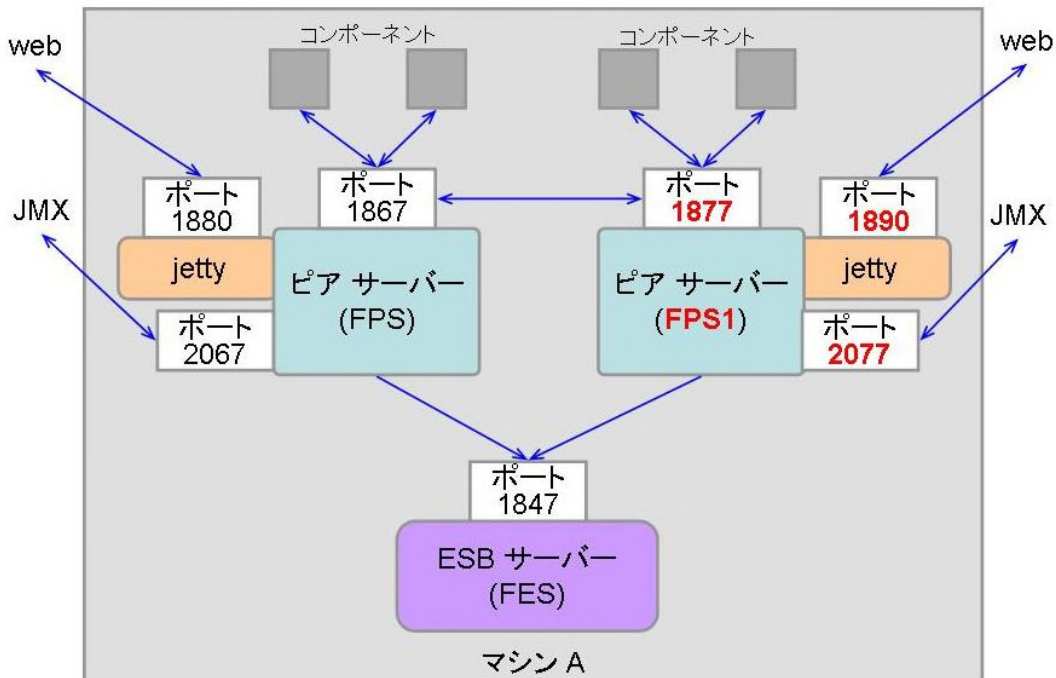 コンポーネント
コンポーネント
web
web
ポート
1880
ポート
1867
ポート
1877
ポート
1890
JMX
JMX
jetty
jetty
ピア サーバー
(FPS)
ピア サーバー
(FPS1)
ポート
2067
ポート
2077
ポート
1847
ESB サーバー
(FES)
マシン A